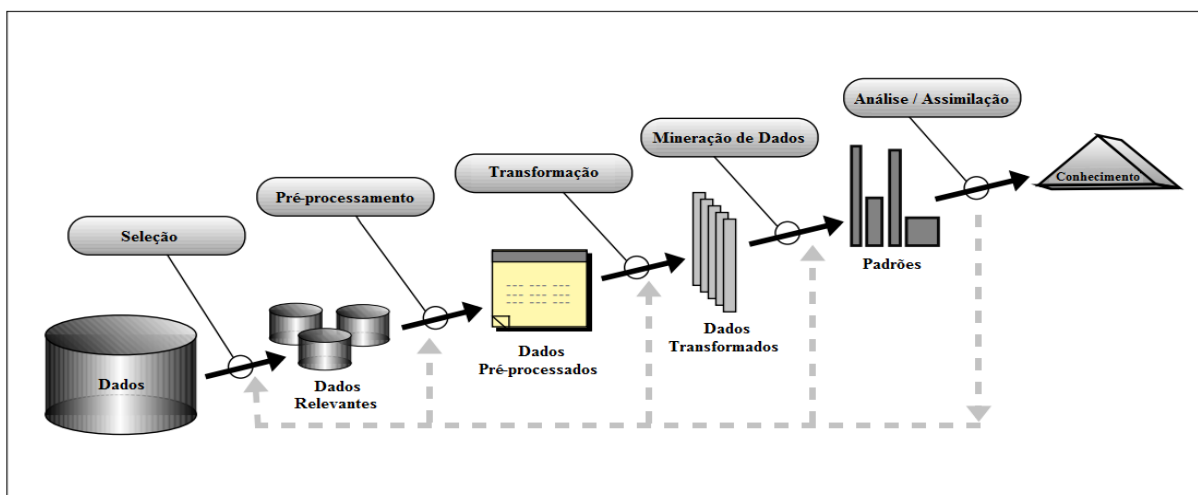 Análise / Assimilação
Mineração de Dados
Transformação
Pré-processamento
Seleção
Conhecimento
Padrões
Dados
Transformados
Dados
Pré-processados
Dados
Relevantes
Dados